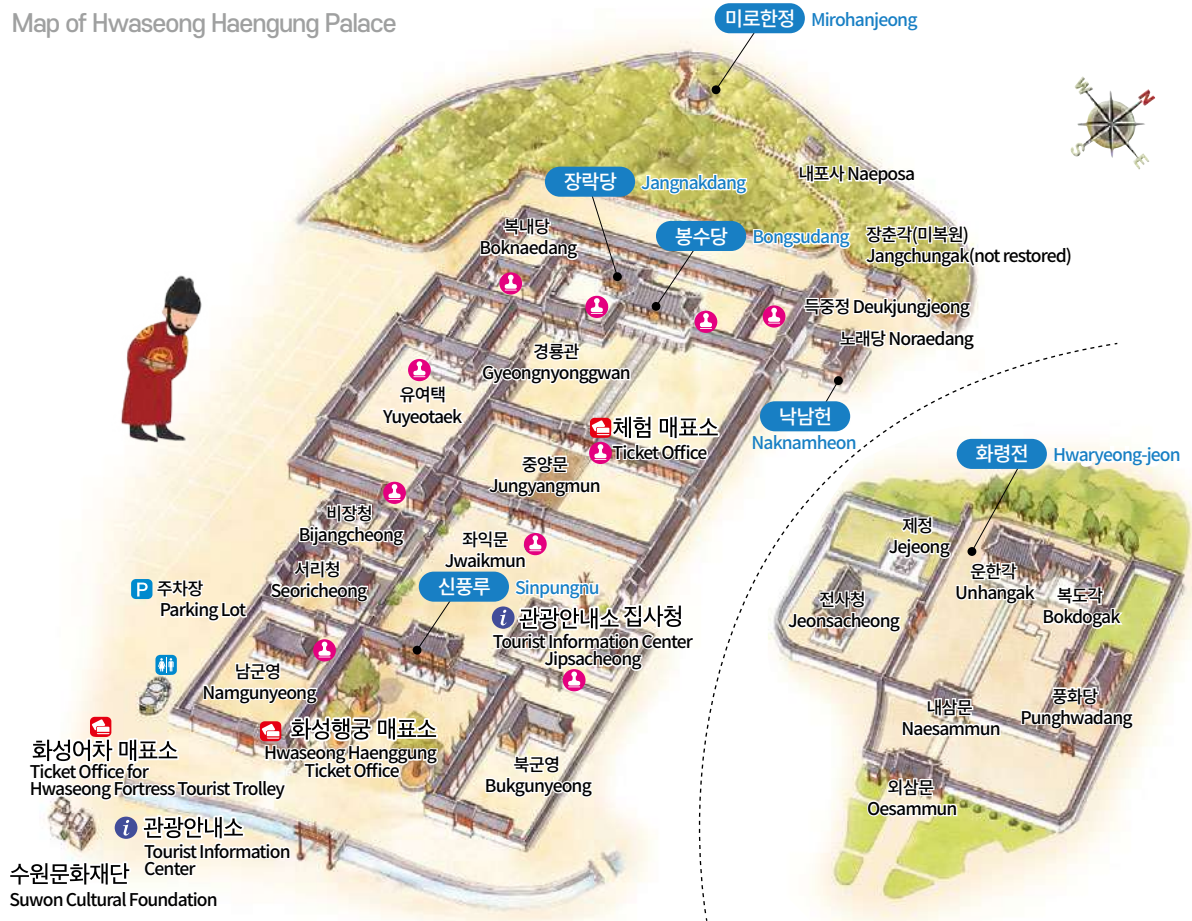 Map of Hwaseong Haengung Palace
미로한정 Mirohanjeong
W
N
S
E
내포사 Naeposa
장락당 Jangnakdang
복내당
Boknaedang
봉수당 Bongsudang
장춘각(미복원)
Jangchungak(not restored)
득중정 Deukjungjeong
노래당 Noraedang
경룡관
Gyeongnyonggwan
유여택
Yuyeotaek
낙남헌
Naknamheon
체험 매표소
Ticket Office
중양문
Jungyangmun
비장청
Bijangcheong
좌익문
Jwaikmun
서리청
Seoricheong
신풍루 Sinpungnu
P 주차장
Parking Lot
i 관광안내소 집사청
Tourist Information Center
Jipsacheong
남군영
Namgunyeong
화성행궁 매표소
Hwaseong Haenggung
Ticket Office
북군영
Bukgunyeong
화성어차 매표소
Ticket Office for
Hwaseong Fortress Tourist Trolley
i 관광안내소
Tourist Information
Center
수원문화재단
Suwon Cultural Foundation
화령전 Hwaryeong-jeon
제정
Jejeong
운한각
Unhangak
복도각
Bokdogak
전사청
Jeonsacheong
풍화당
Punghwadang
내삼문
Naesammun
외삼문
Oesammun